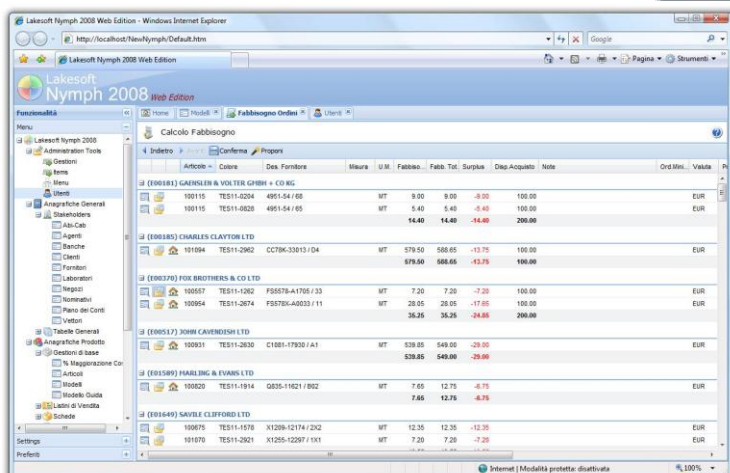 Lakesoft Nymph 2008 Web Edition - Windows Internet Explorer
http://localhost/NewNymph/Default.htm
Google
Lakesoft Nymph 2008 Web Edition
Pagina
Strumenti
Lakesoft
Nymph 2008 Web Edition
Funzionalità
Home Modelli Fabbisogno Ordini Utenti
Menu
Calcolo Fabbisogno
Lakesoft Nymph 2008
Administration Tools
Gestioni
Items
Menu
Utenti
Anagrafiche Generali
Stakeholders
Abi-Cab
Agenti
Banche
Clienti
Fornitori
Laboratori
Negozi
Nominativi
Piano dei Conti
Vettori
Tabelle Generali
Anagrafiche Prodotto
Gestioni di base
% Maggiorazione Co
Articoli
Modelli
Modello Guida
Listini di Vendita
Schede
Settings
Preferiti
Indietro Conferma Proponi
Articolo Colore Des. Fornitore Misura U.M. Fabbiso... Fabb. Tot. Surplus Disp.Acquisto Note Ord.Mini... Valuta
(E00181) GAENSLEN & VOLTER GMBH + CO KG
100115 TES11-0204 4951-54 / 68 MT 9.00 9.00 -9.00 100.00 EUR
100115 TES11-0828 4951-54 / 65 MT 5.40 5.40 -5.40 100.00 EUR
14.40 14.40 -14.40 200.00
(E00185) CHARLES CLAYTON LTD
101094 TES11-2962 CC78K-33013 / D4 MT 579.50 588.65 -13.75 100.00 EUR
579.50 588.65 -13.75 100.00
(E00370) FOX BROTHERS & CO LTD
100557 TES11-1262 FS5578-A1705 / 33 MT 7.20 7.20 -7.20 100.00 EUR
100954 TES11-2674 FS578X-A0033 / 11 MT 28.05 28.05 -17.65 100.00 EUR
35.25 35.25 -24.85 200.00
(E00517) JOHN CAVENDISH LTD
100931 TES11-2630 C1081-17930 / A1 MT 539.85 549.00 -29.00 EUR
539.85 549.00 -29.00
(E01589) MARLING & EVANS LTD
100820 TES11-1914 Q835-11621 / B02 MT 7.65 12.75 -6.75 EUR
7.65 12.75 -6.75
(E01649) SAVILE CLIFFORD LTD
100675 TES11-1578 X1209-12174 / 2X2 MT 12.35 12.35 -12.35 EUR
101070 TES11-2921 X1255-12297 / 1X1 MT 7.20 7.20 -7.20 EUR
Internet | Modalità protetta: disattivata
100%